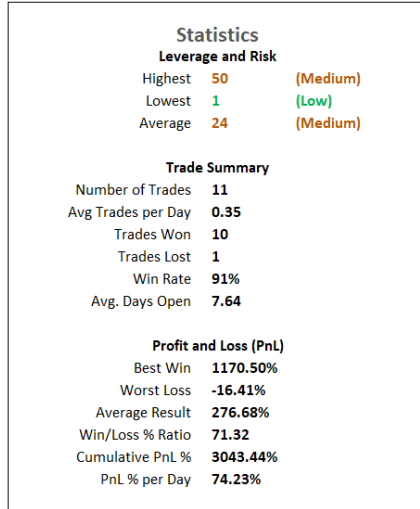 Statistics
Leverage and Risk
Highest 50 (Medium)
Lowest 1 (Low)
Average 24 (Medium)
Trade Summary
Number of Trades 11
Avg Trades per Day 0.35
Trades Won 10
Trades Lost 1
Win Rate 91%
Avg. Days Open 7.64
Profit and Loss (PnL)
Best Win 1170.50%
Worst Loss -16.41%
Average Result 276.68%
Win/Loss % Ratio 71.32
Cumulative PnL % 3043.44%
PnL % per Day 74.23%